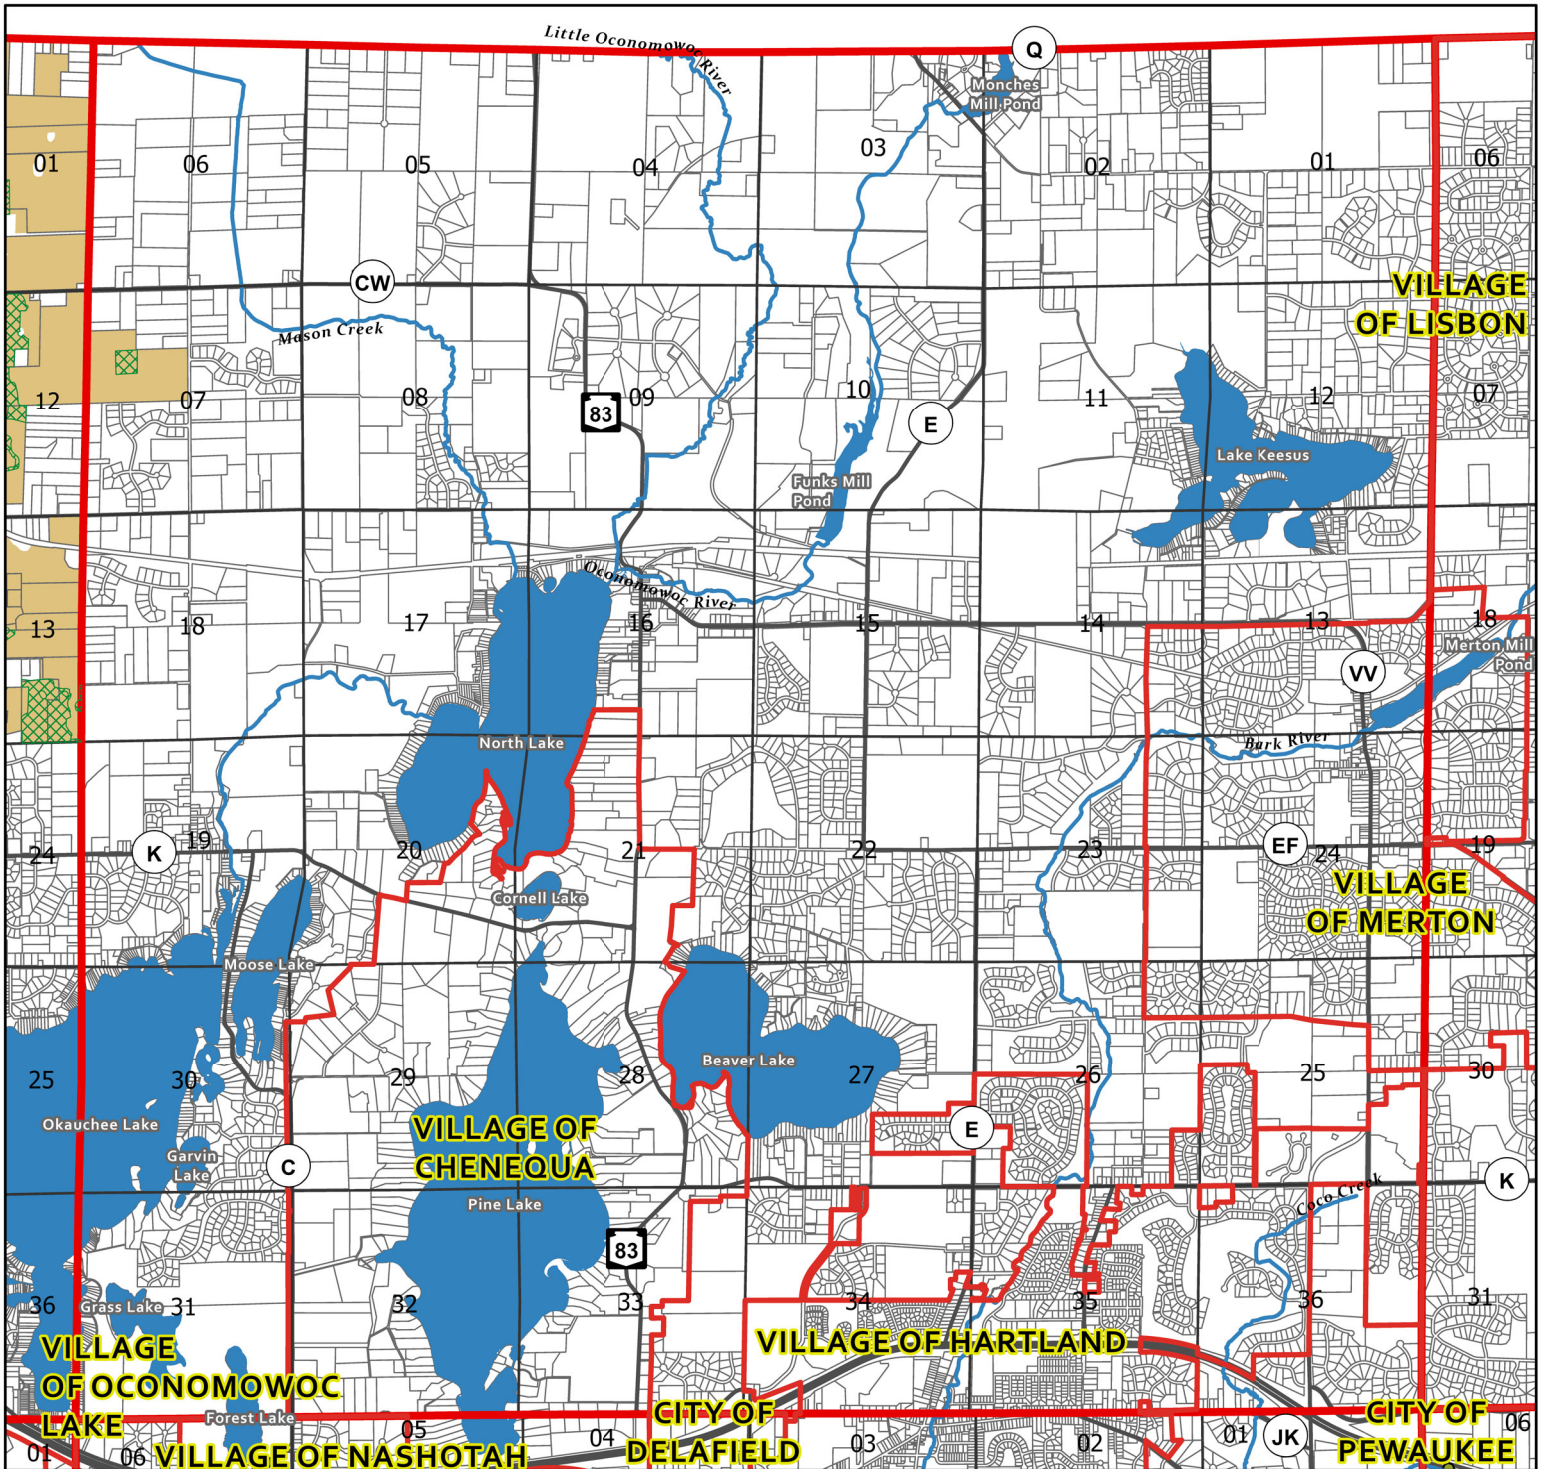 Little Oconomowoc River
Q
Monches
Mill Pond
01
06
05
04
03
02
01
06
CW
VILLAGE
OF LISBON
Mason Creek
12
07
08
83
09
10
E
11
12
07
Lake Keesus
Funks Mill
Pond
Oconomowoc River
13
18
17
16
15
14
13
18
Merton Mill
Pond
VV
North Lake
Bark River
24
K
19
20
21
22
23
EF
24
19
VILLAGE
OF MERTON
Cornell Lake
Moose Lake
Beaver Lake
25
30
29
28
27
26
25
30
Okauchee Lake
VILLAGE OF
CHENEQUA
E
Garvin
Lake
C
K
Coco Creek
Pine Lake
83
36
Grass Lake
31
32
33
34
35
36
31
VILLAGE
OF OCONOMOWOC
LAKE
VILLAGE OF HARTLAND
Forest Lake
CITY OF
DELAFIELD
CITY OF
PEWAUKEE
01
06
VILLAGE OF NASHOTAH
05
04
03
02
01
JK
06